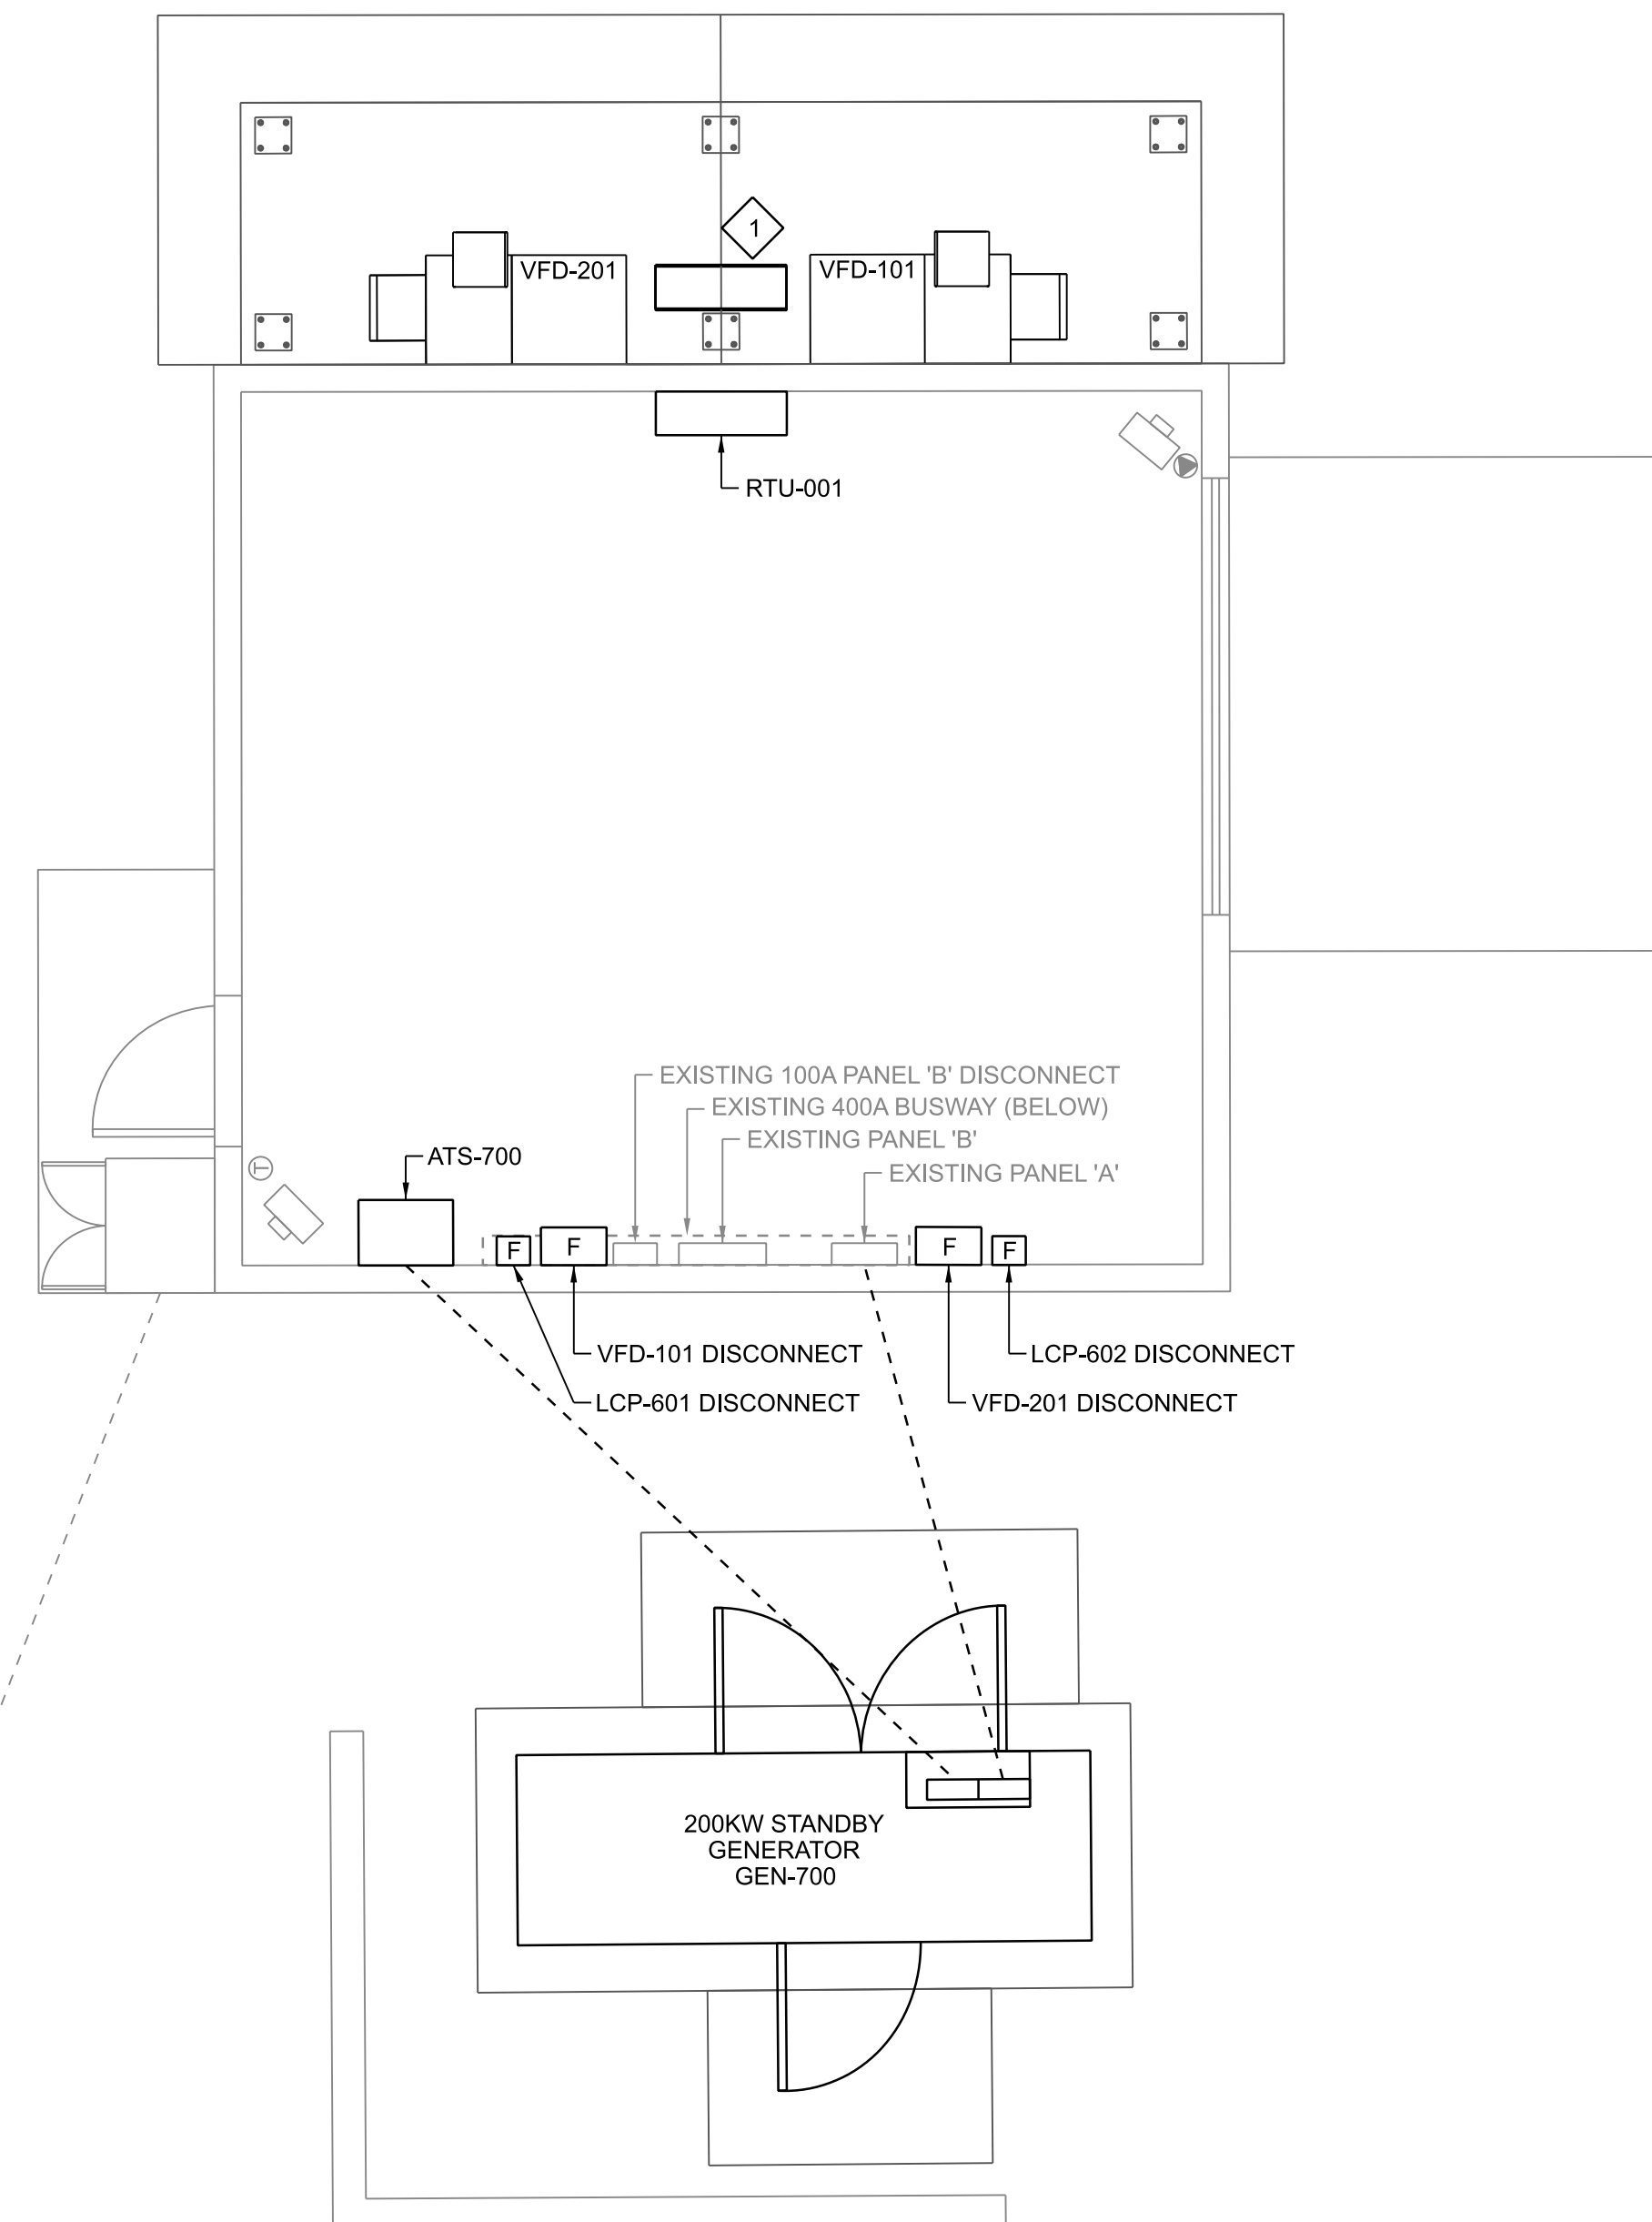 1
VFD-201
VFD-101
RTU-001
EXISTING 100A PANEL 'B' DISCONNECT
EXISTING 400A BUSWAY (BELOW)
EXISTING PANEL 'B'
ATS-700
EXISTING PANEL 'A'
T
F
F
F
F
VFD-101 DISCONNECT
LCP-602 DISCONNECT
LCP-601 DISCONNECT
VFD-201 DISCONNECT
200KW STANDBY
GENERATOR
GEN-700